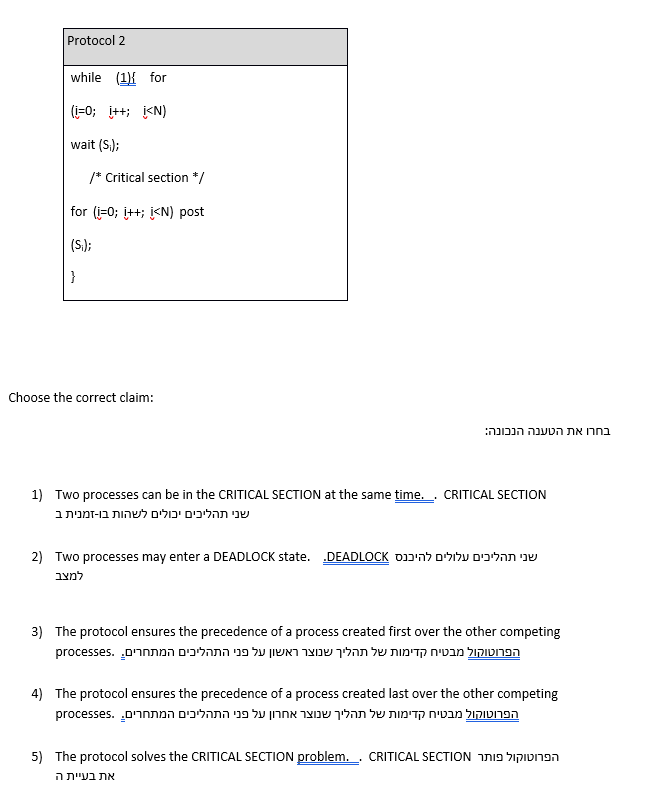 Protocol 2
while (1){ for
(i=0; i++; i<N)
wait (Si);
/* Critical section */
for (i=0; i++; i<N) post
(Si);
}
Choose the correct claim:
בחרו את הטענה הנכונה:
1) Two processes can be in the CRITICAL SECTION at the same time. . CRITICAL SECTION
שני תהליכים יכולים לשהות בו-זמנית ב
2) Two processes may enter a DEADLOCK state. .DEADLOCK שני תהליכים עלולים להיכנס
למצב
3) The protocol ensures the precedence of a process created first over the other competing
processes. הפרוטוקול מבטיח קדימות של תהליך שנוצר ראשון על פני התהליכים המתחרים.
4) The protocol ensures the precedence of a process created last over the other competing
processes. הפרוטוקול מבטיח קדימות של תהליך שנוצר אחרון על פני התהליכים המתחרים.
5) The protocol solves the CRITICAL SECTION problem. . CRITICAL SECTION הפרוטוקול פותר
את בעיית ה